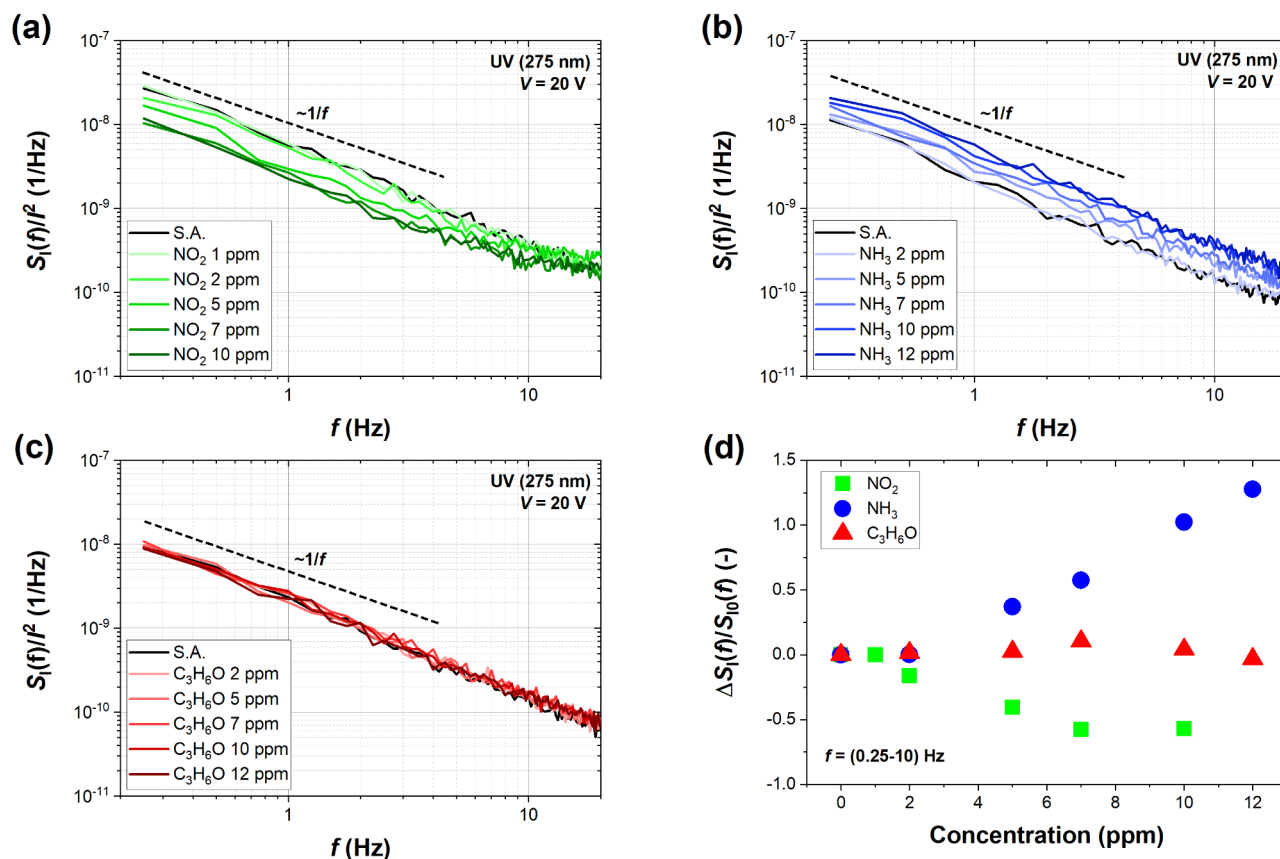 (a)
10⁻⁷
10⁻⁸
10⁻⁹
10⁻¹⁰
10⁻¹¹
S_I(f)/I² (1/Hz)
UV (275 nm)
V = 20 V
~1/f
S.A.
NO₂ 1 ppm
NO₂ 2 ppm
NO₂ 5 ppm
NO₂ 7 ppm
NO₂ 10 ppm
1 10
f (Hz)
(b)
10⁻⁷
10⁻⁸
10⁻⁹
10⁻¹⁰
10⁻¹¹
S_I(f)/I² (1/Hz)
UV (275 nm)
V = 20 V
~1/f
S.A.
NH₃ 2 ppm
NH₃ 5 ppm
NH₃ 7 ppm
NH₃ 10 ppm
NH₃ 12 ppm
1 10
f (Hz)
(c)
10⁻⁷
10⁻⁸
10⁻⁹
10⁻¹⁰
10⁻¹¹
S_I(f)/I² (1/Hz)
UV (275 nm)
V = 20 V
~1/f
S.A.
C₃H₆O 2 ppm
C₃H₆O 5 ppm
C₃H₆O 7 ppm
C₃H₆O 10 ppm
C₃H₆O 12 ppm
1 10
f (Hz)
(d)
1.5
1.0
0.5
0.0
-0.5
-1.0
ΔS_I(f)/S_I0(f) (-)
NO₂
NH₃
C₃H₆O
f = (0.25-10) Hz
0 2 4 6 8 10 12
Concentration (ppm)